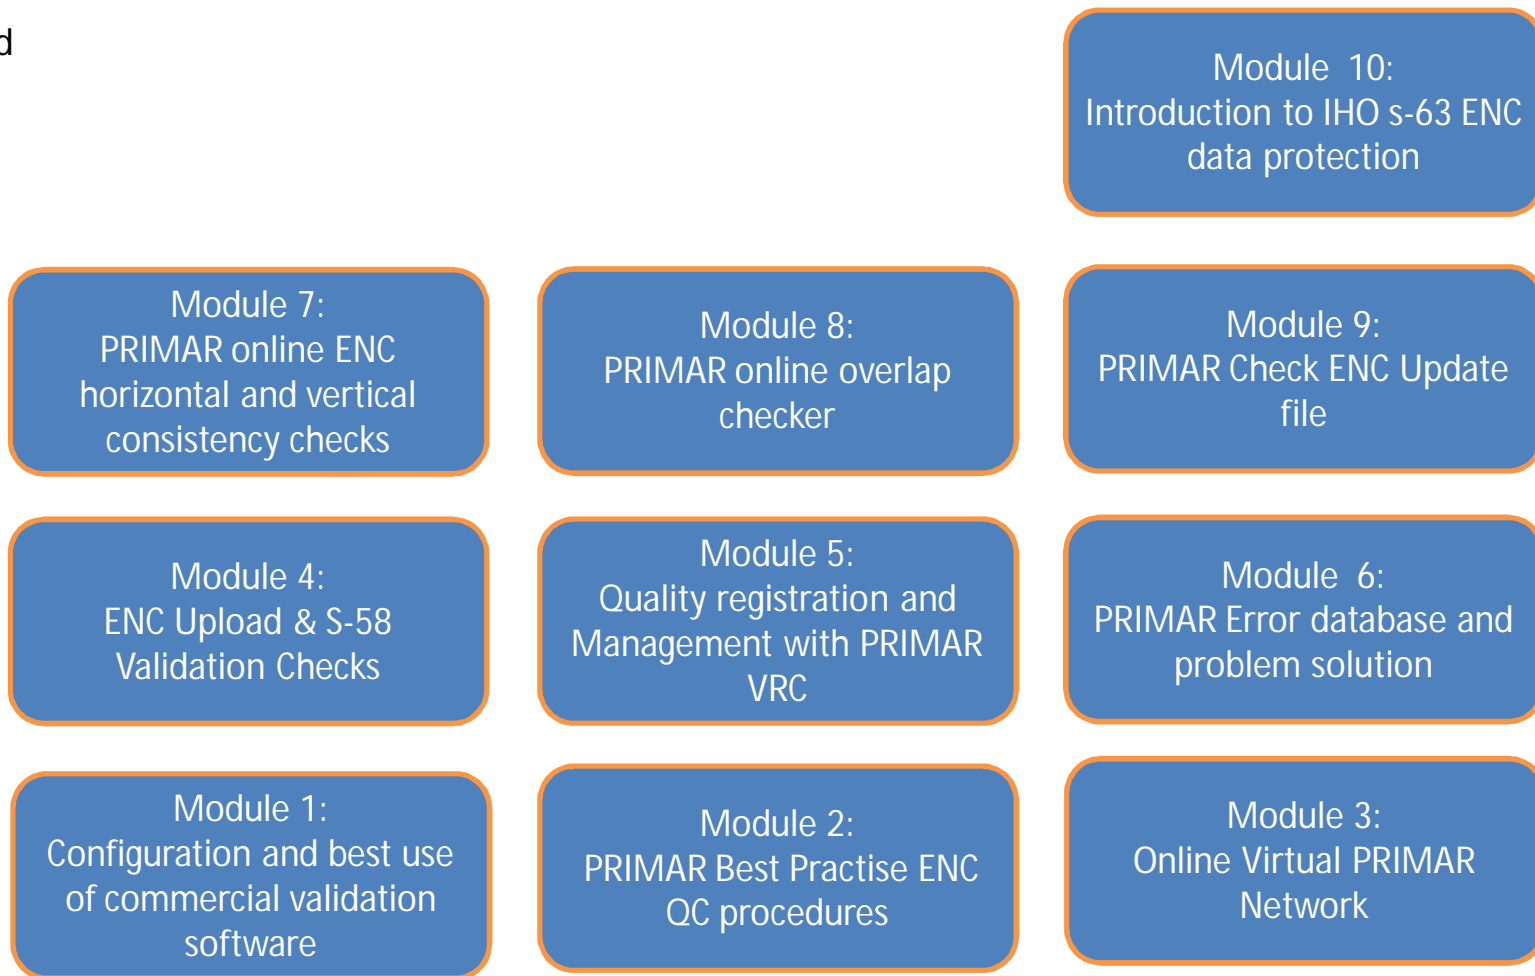 d
Module 10:
Introduction to IHO s-63 ENC
data protection
Module 7:
PRIMAR online ENC
horizontal and vertical
consistency checks
Module 8:
PRIMAR online overlap
checker
Module 9:
PRIMAR Check ENC Update
file
Module 4:
ENC Upload & S-58
Validation Checks
Module 5:
Quality registration and
Management with PRIMAR
VRC
Module 6:
PRIMAR Error database and
problem solution
Module 1:
Configuration and best use
of commercial validation
software
Module 2:
PRIMAR Best Practise ENC
QC procedures
Module 3:
Online Virtual PRIMAR
Network